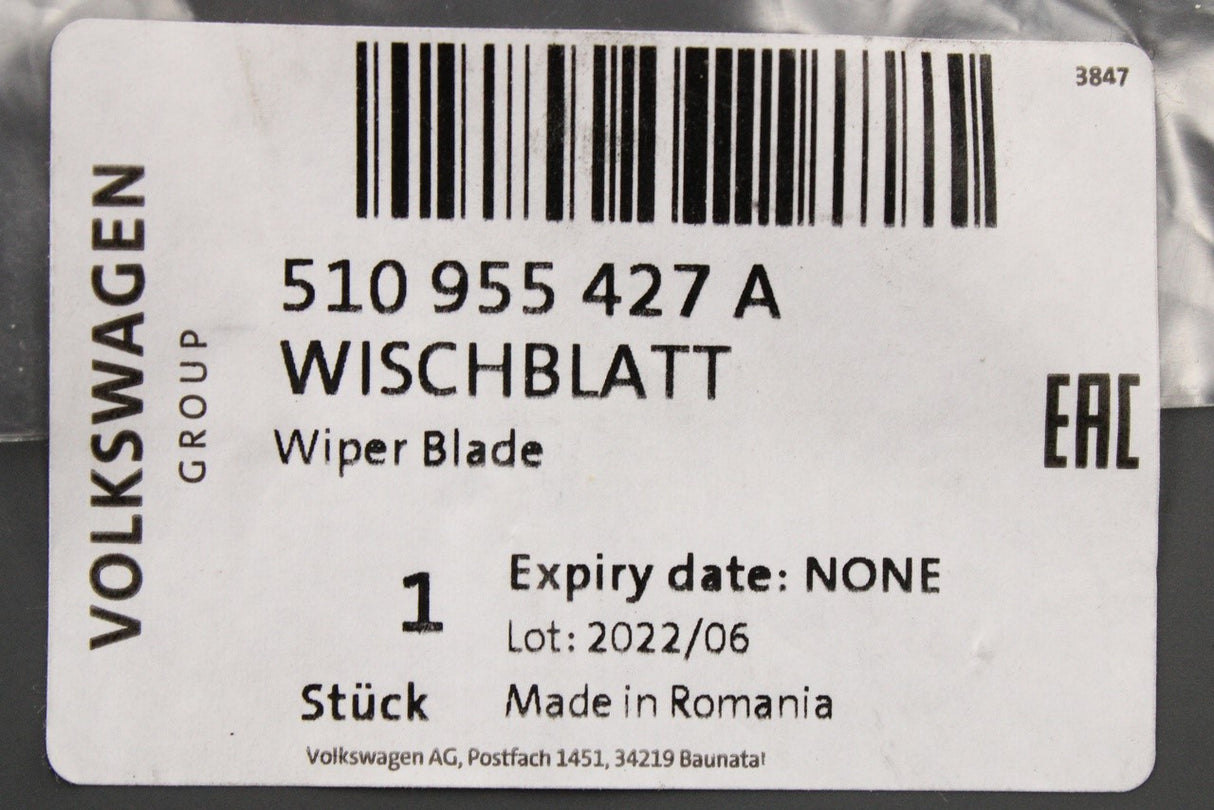 3847
VOLKSWAGEN
GROUP
510 955 427 A
WISCHBLATT
Wiper Blade
EAC
1
Stück
Expiry date: NONE
Lot: 2022/06
Made in Romania
Volkswagen AG, Postfach 1451, 34219 Baunatal